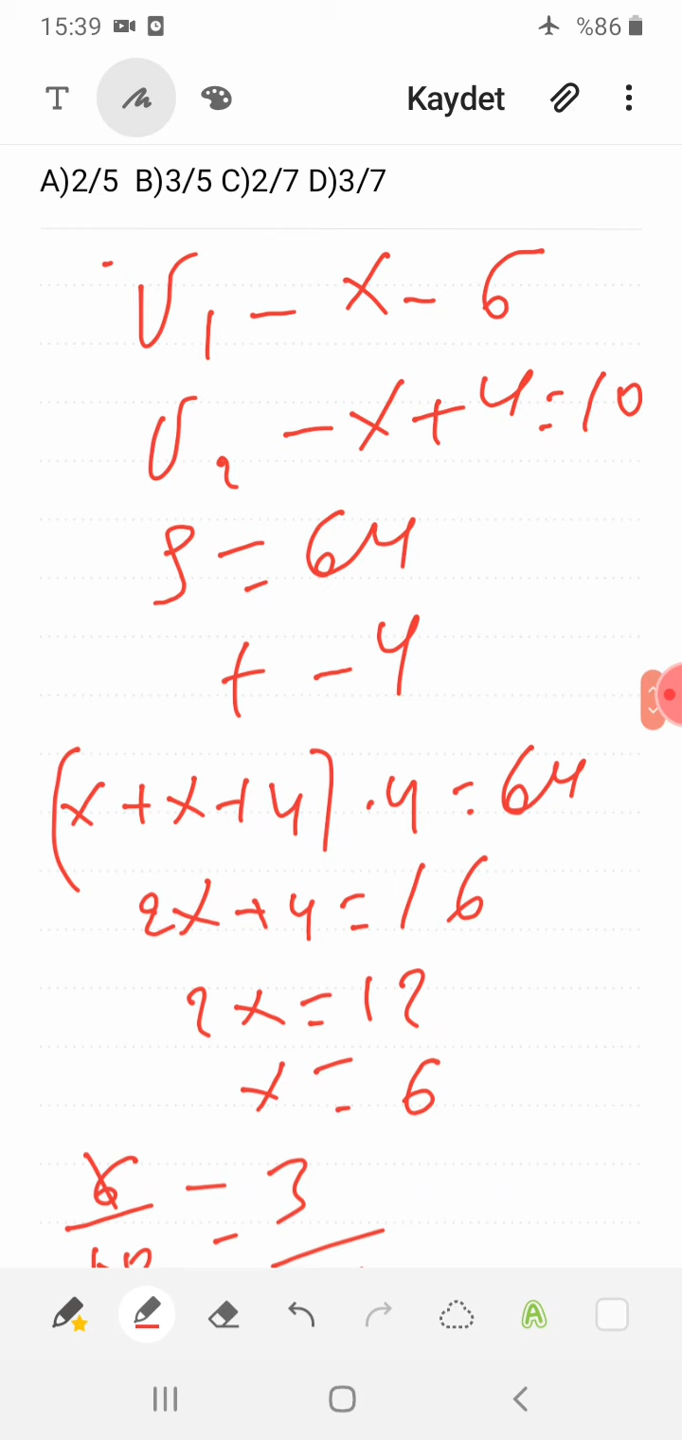 15:39 %86
T Kaydet
A)2/5 B)3/5 C)2/7 D)3/7
V₁ - x - 6
V₂ - x + 4 = 10
S = 64
t - 4
(x + x + 4) . 4 = 64
2x + 4 = 16
2x = 12
x = 6
6 = 3
10
A